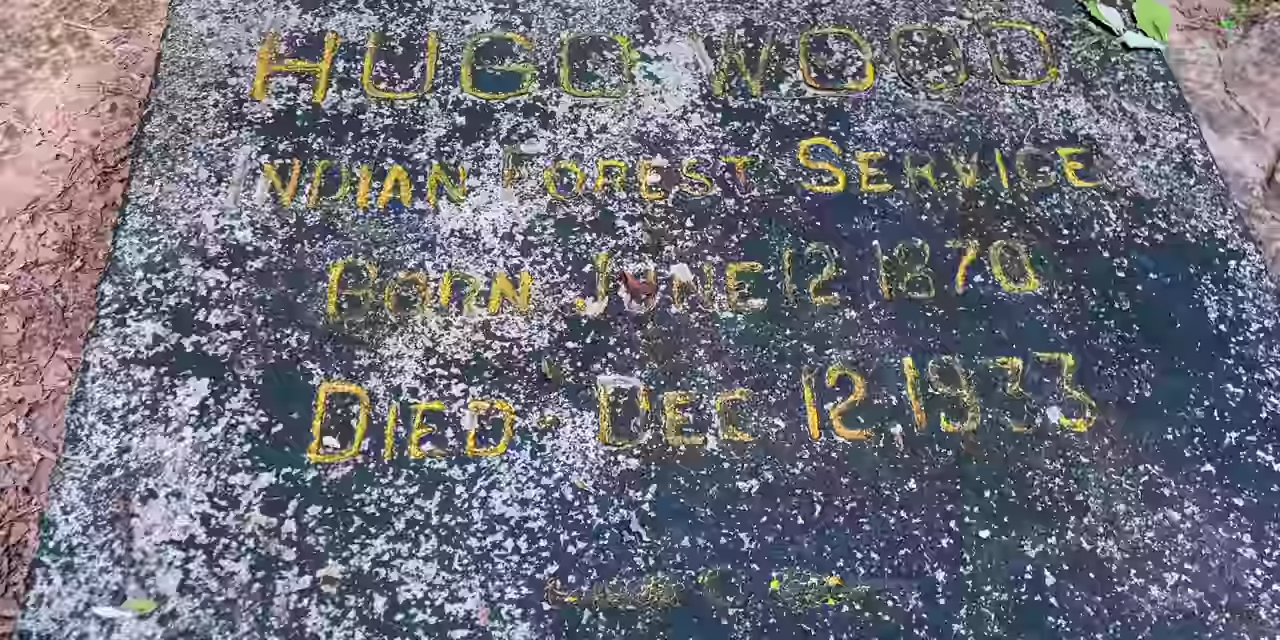 HUGO WOOD
INDIAN FOREST SERVICE
BORN JUNE 12 1870
DIED DEC 12 1933